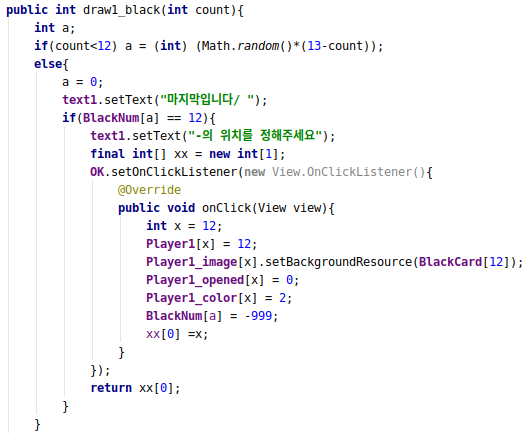 public int draw1_black(int count){
int a;
if(count<12) a = (int) (Math.random()*(13-count));
else{
a = 0;
text1.setText("마지막입니다/ ");
if(BlackNum[a] == 12){
text1.setText("-의 위치를 정해주세요");
final int[] xx = new int[1];
OK.setOnClickListener(new View.OnClickListener(){
@Override
public void onClick(View view){
int x = 12;
Player1[x] = 12;
Player1_image[x].setBackgroundResource(BlackCard[12]);
Player1_opened[x] = 0;
Player1_color[x] = 2;
BlackNum[a] = -999;
xx[0] =x;
}
});
return xx[0];
}
}